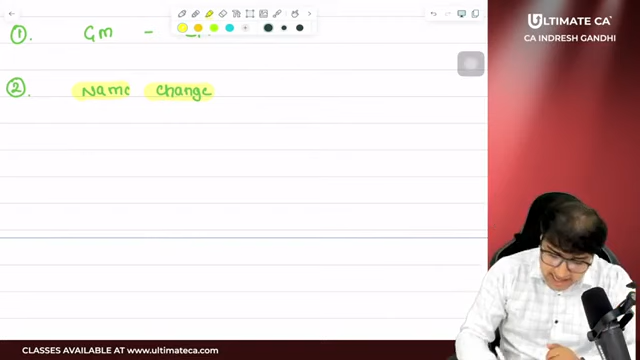 ULTIMATE CA
CA INDRESH GANDHI
①. Gm -
②. Name Change
CLASSES AVAILABLE AT www.ultimateca.com